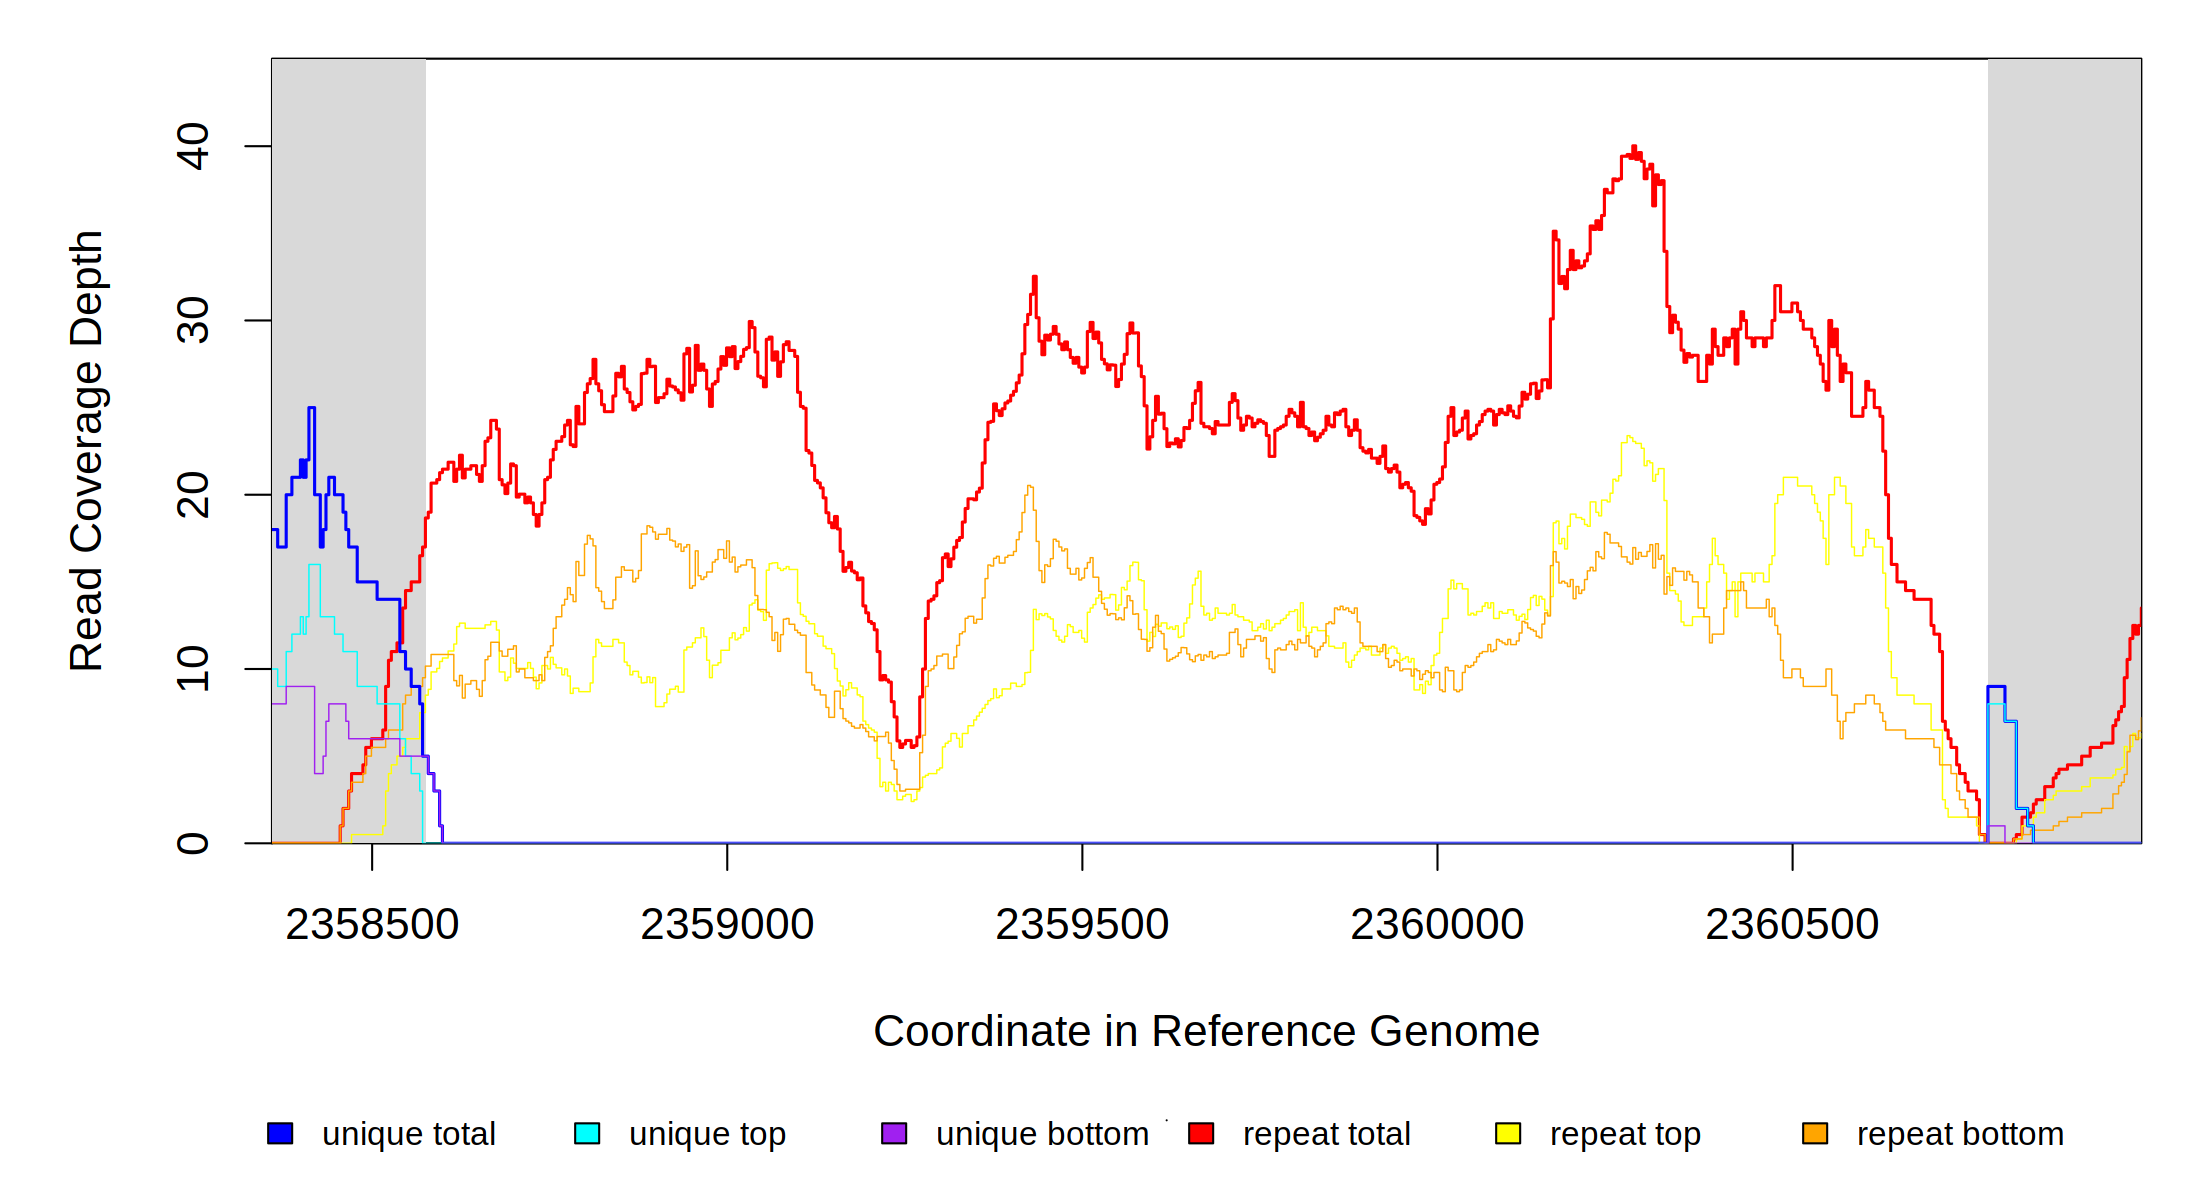 40
30
20
10
0
Read Coverage Depth
2358500 2359000 2359500 2360000 2360500
Coordinate in Reference Genome
unique total unique top unique bottom repeat total repeat top repeat bottom